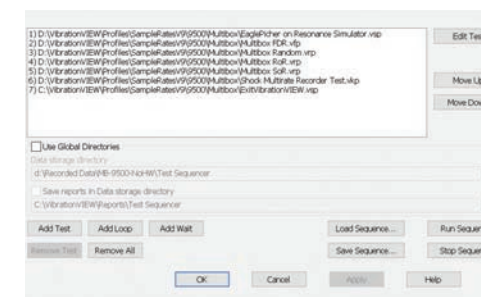 1) D:\VibrationVIEW\Profiles\SampleRatesV9\9500\Multibox\EaglePicher on Resonance Simulator.vsp
2) D:\VibrationVIEW\Profiles\SampleRatesV9\9500\Multibox\Multibox FDR.vfp
3) D:\VibrationVIEW\Profiles\SampleRatesV9\9500\Multibox\Multibox Random.vrp
4) D:\VibrationVIEW\Profiles\SampleRatesV9\9500\Multibox\Multibox RoR.vrp
5) D:\VibrationVIEW\Profiles\SampleRatesV9\9500\Multibox\Multibox SoR.vrp
6) D:\VibrationVIEW\Profiles\SampleRatesV9\9500\Multibox\Shock Multirate Recorder Test.vkp
7) C:\VibrationVIEW\Profiles\SampleRatesV9\9500\Multibox\ExitVibrationVIEW.vsp
Edit Tes
Move Up
Move Dow
Use Global Directories
Data storage directory
d:\Recorded Data\MB-9500-NoHW\Test Sequencer
Save reports in Data storage directory
C:\VibrationVIEW\Reports\Test Sequencer
Add Test Add Loop Add Wait Load Sequence... Run Sequen
Remove Test Remove All Save Sequence... Stop Sequen
OK Cancel Apply Help